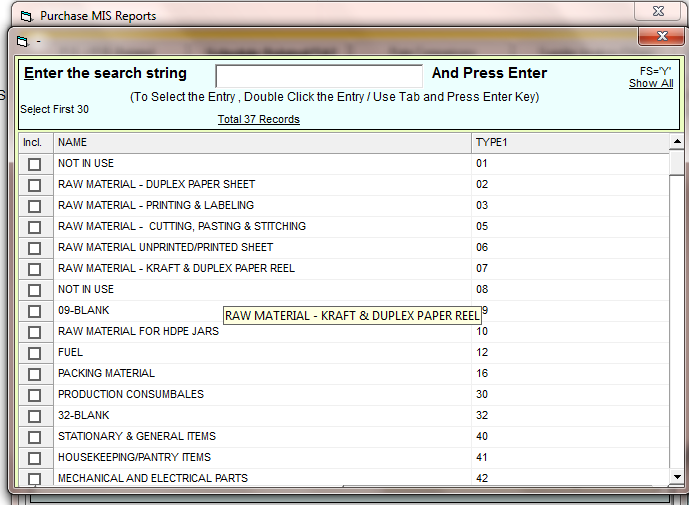 Purchase MIS Reports
-
Enter the search string And Press Enter FS='Y'
Show All
(To Select the Entry , Double Click the Entry / Use Tab and Press Enter Key)
Select First 30
Total 37 Records
Incl. NAME TYPE1
NOT IN USE 01
RAW MATERIAL - DUPLEX PAPER SHEET 02
RAW MATERIAL - PRINTING & LABELING 03
RAW MATERIAL - CUTTING, PASTING & STITCHING 05
RAW MATERIAL UNPRINTED/PRINTED SHEET 06
RAW MATERIAL - KRAFT & DUPLEX PAPER REEL 07
NOT IN USE 08
09-BLANK 9
RAW MATERIAL - KRAFT & DUPLEX PAPER REEL
RAW MATERIAL FOR HDPE JARS 10
FUEL 12
PACKING MATERIAL 16
PRODUCTION CONSUMBALES 30
32-BLANK 32
STATIONARY & GENERAL ITEMS 40
HOUSEKEEPING/PANTRY ITEMS 41
MECHANICAL AND ELECTRICAL PARTS 42